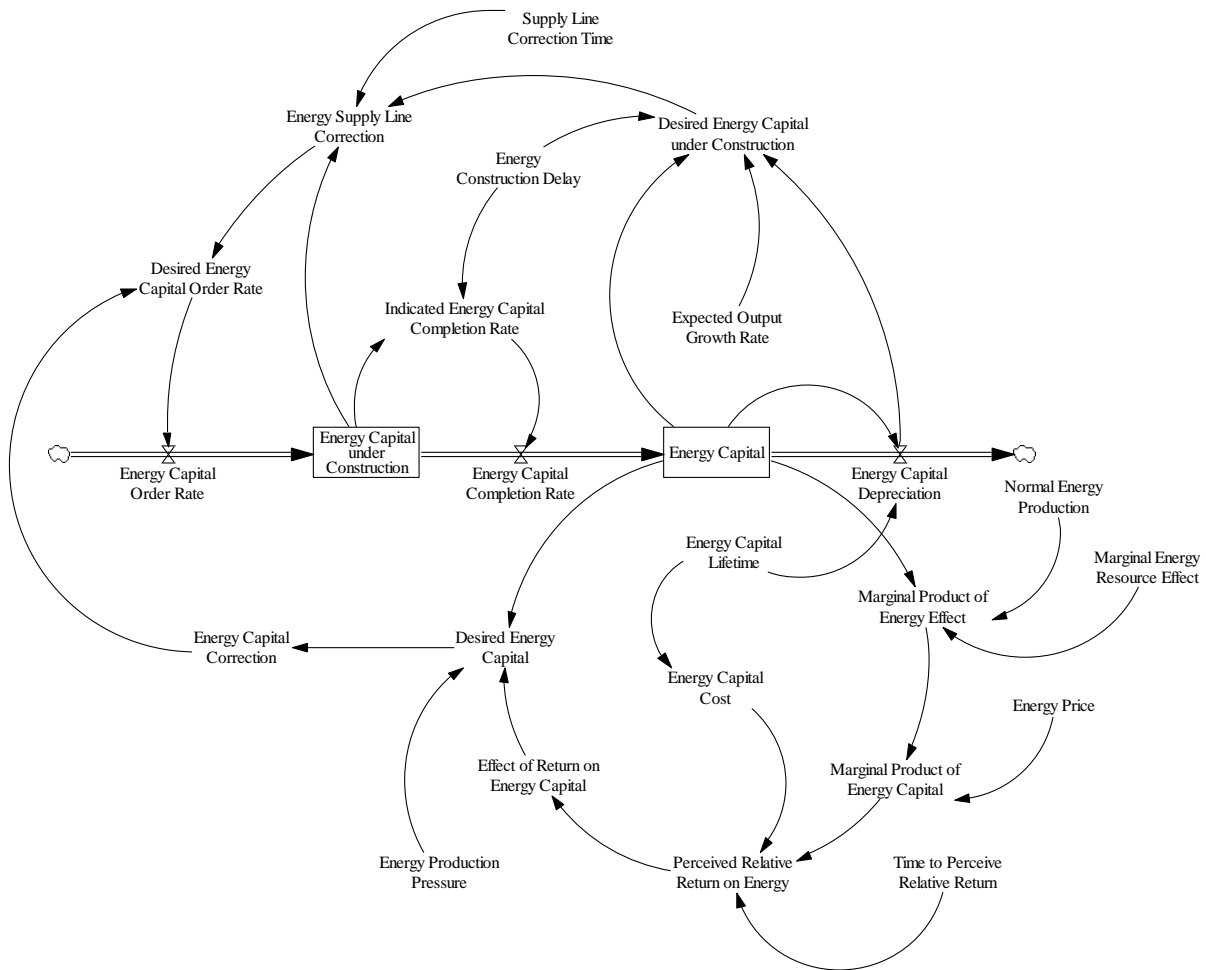 Supply Line
Correction Time
Energy Supply Line
Correction
Desired Energy Capital
under Construction
Energy
Construction Delay
Desired Energy
Capital Order Rate
Indicated Energy Capital
Completion Rate
Expected Output
Growth Rate
Energy Capital
under
Construction
Energy Capital
Energy Capital
Order Rate
Energy Capital
Completion Rate
Energy Capital
Depreciation
Normal Energy
Production
Energy Capital
Lifetime
Marginal Energy
Resource Effect
Marginal Product of
Energy Effect
Energy Capital
Correction
Desired Energy
Capital
Energy Capital
Cost
Energy Price
Effect of Return on
Energy Capital
Marginal Product of
Energy Capital
Energy Production
Pressure
Perceived Relative
Return on Energy
Time to Perceive
Relative Return